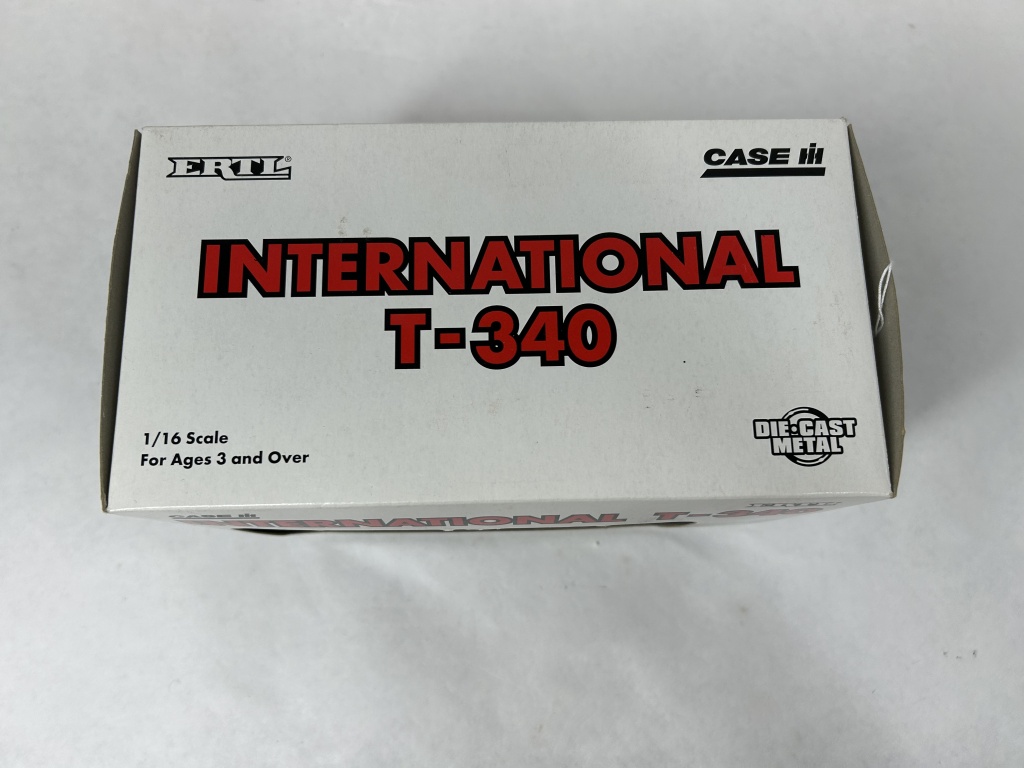 ERTL®
CASE IH
INTERNATIONAL
T-340
1/16 Scale
For Ages 3 and Over
DIE•CAST
METAL
CASE IH
INTERNATIONAL T-340